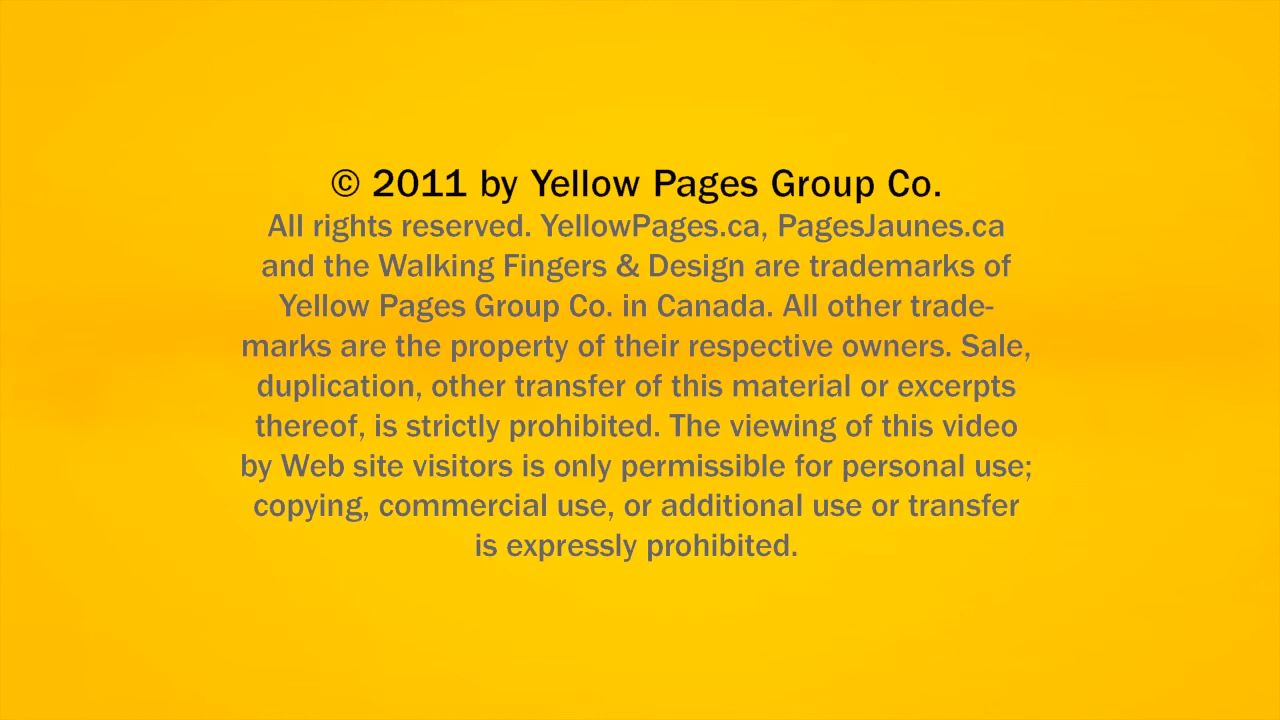 © 2011 by Yellow Pages Group Co.
All rights reserved. YellowPages.ca, PagesJaunes.ca
and the Walking Fingers & Design are trademarks of
Yellow Pages Group Co. in Canada. All other trade-
marks are the property of their respective owners. Sale,
duplication, other transfer of this material or excerpts
thereof, is strictly prohibited. The viewing of this video
by Web site visitors is only permissible for personal use;
copying, commercial use, or additional use or transfer
is expressly prohibited.